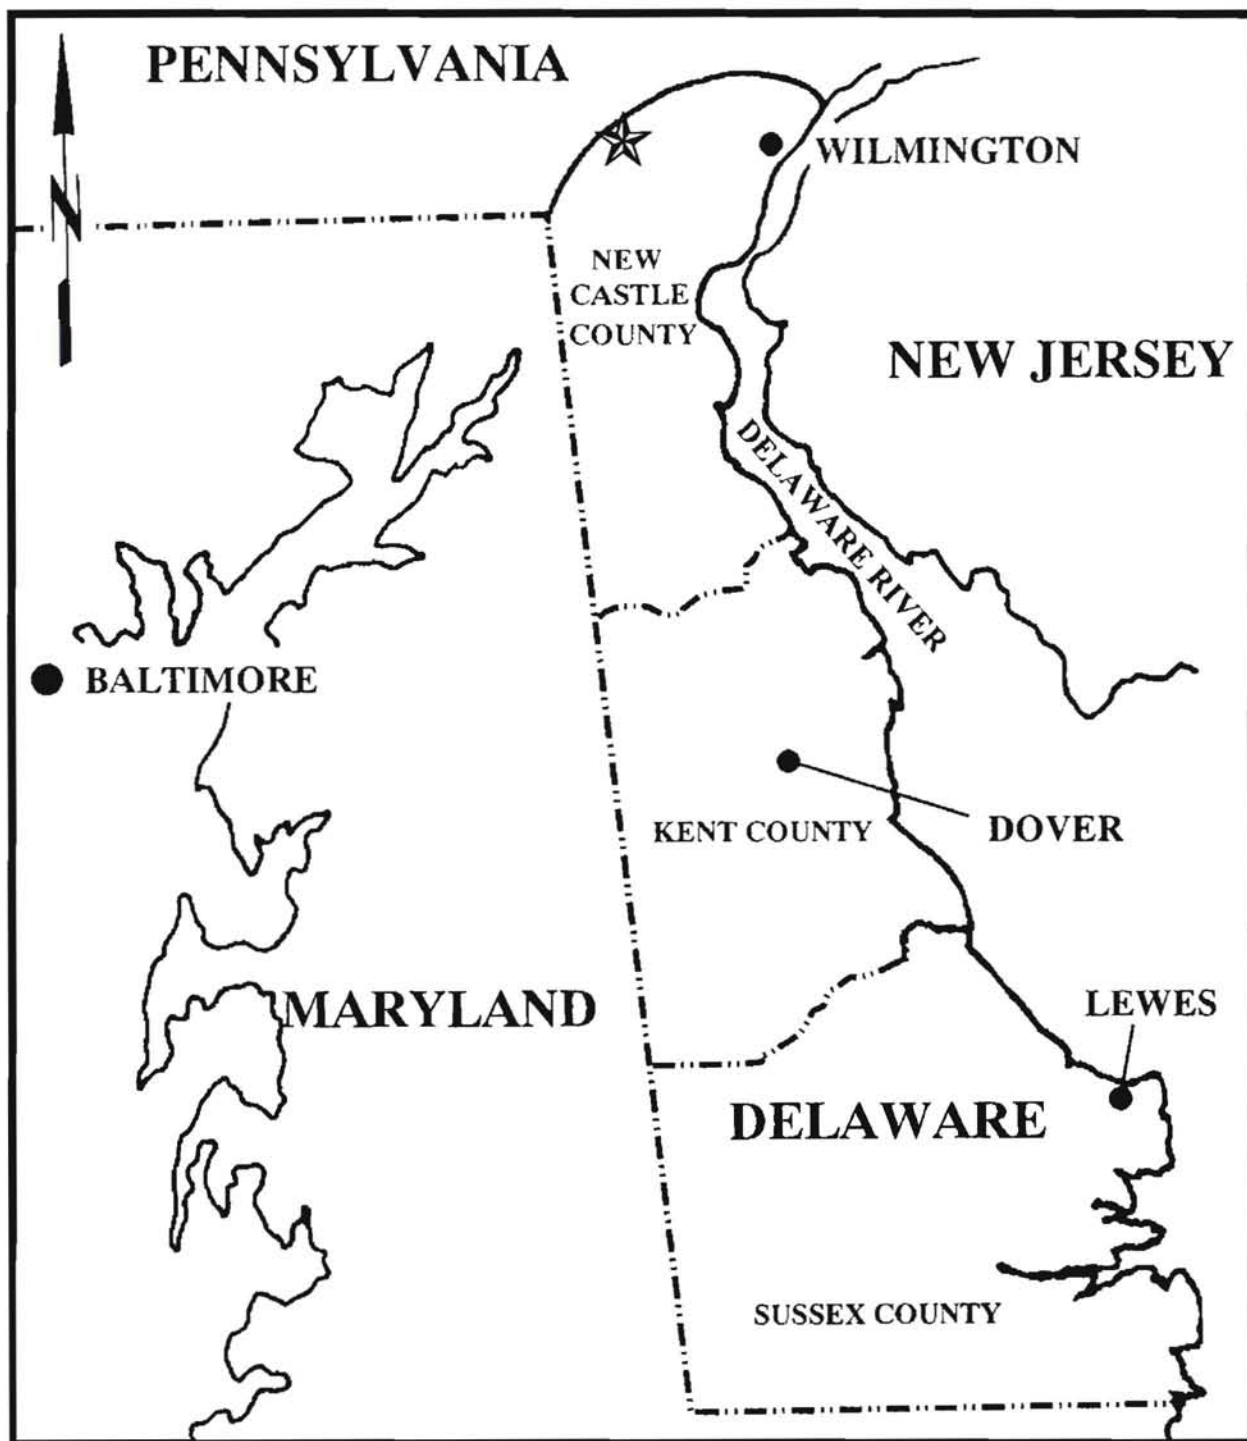 PENNSYLVANIA
N
WILMINGTON
NEW
CASTLE
COUNTY
NEW JERSEY
DELAWARE RIVER
BALTIMORE
KENT COUNTY
DOVER
MARYLAND
LEWES
DELAWARE
SUSSEX COUNTY